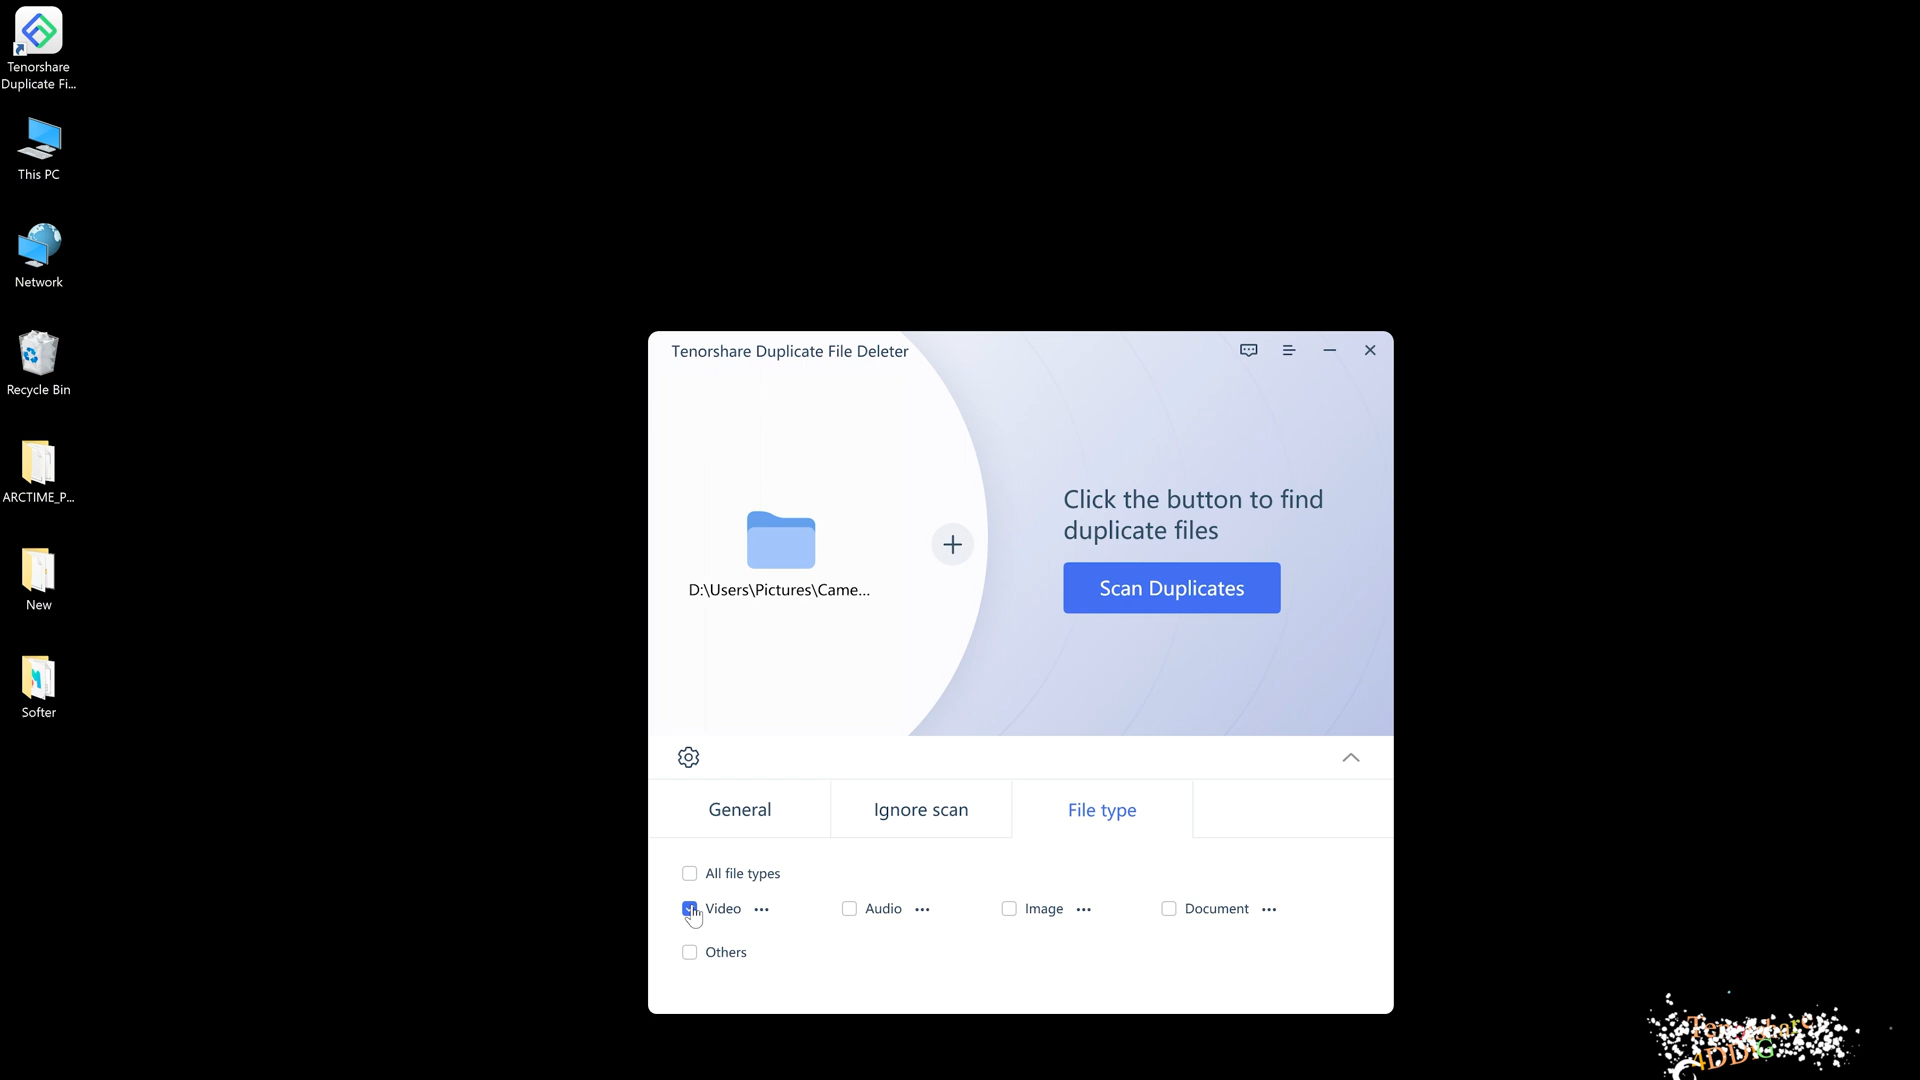 Tenorshare
Duplicate Fi...
This PC
Network
Recycle Bin
ARCTIME_P...
New
Softer
Tenorshare Duplicate File Deleter
D:\Users\Pictures\Came...
Click the button to find
duplicate files
Scan Duplicates
General
Ignore scan
File type
All file types
Video
Audio
Image
Document
Others
Tenorshare
4DDiG